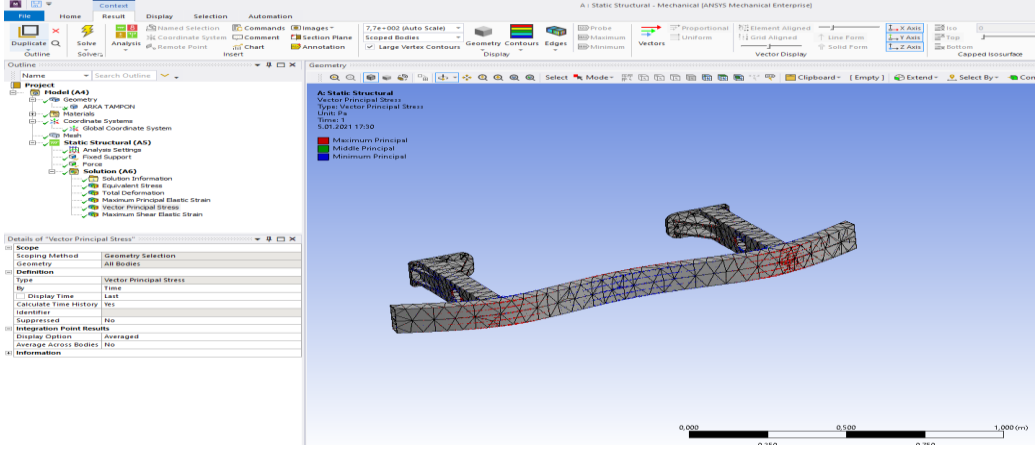 Context
A : Static Structural - Mechanical [ANSYS Mechanical Enterprise]
File Home Result Display Selection Automation
Duplicate
Outline
Solve
Solver
Analysis
Named Selection
Coordinate System
Remote Point
Commands
Comment
Chart
Images
Section Plane
Annotation
Insert
7,7e+002 (Auto Scale)
Scoped Bodies
Large Vertex Contours
Geometry Contours Edges
Display
Probe
Maximum
Minimum
Vectors
Proportional
Uniform
Element Aligned
Grid Aligned
Line Form
Solid Form
Vector Display
X Axis
Y Axis
Z Axis
Iso 0
Top
Bottom
Capped Isosurface
Outline
Name Search Outline
Project
Model (A4)
Geometry
ARKA TAMPON
Materials
Coordinate Systems
Global Coordinate System
Mesh
Static Structural (A5)
Analysis Settings
Fixed Support
Force
Solution (A6)
Solution Information
Equivalent Stress
Total Deformation
Maximum Principal Elastic Strain
Vector Principal Stress
Maximum Shear Elastic Strain
Details of "Vector Principal Stress"
Scope
Scoping Method Geometry Selection
Geometry All Bodies
Definition
Type Vector Principal Stress
By Time
Display Time Last
Calculate Time History Yes
Identifier
Suppressed No
Integration Point Results
Display Option Averaged
Average Across Bodies No
Information
Geometry
Select Mode Clipboard [ Empty ] Extend Select By
A: Static Structural
Vector Principal Stress
Type: Vector Principal Stress
Unit: Pa
Time: 1
5.01.2021 17:30
Maximum Principal
Middle Principal
Minimum Principal
0,000 0,500 1,000 (m)
0,250 0,750